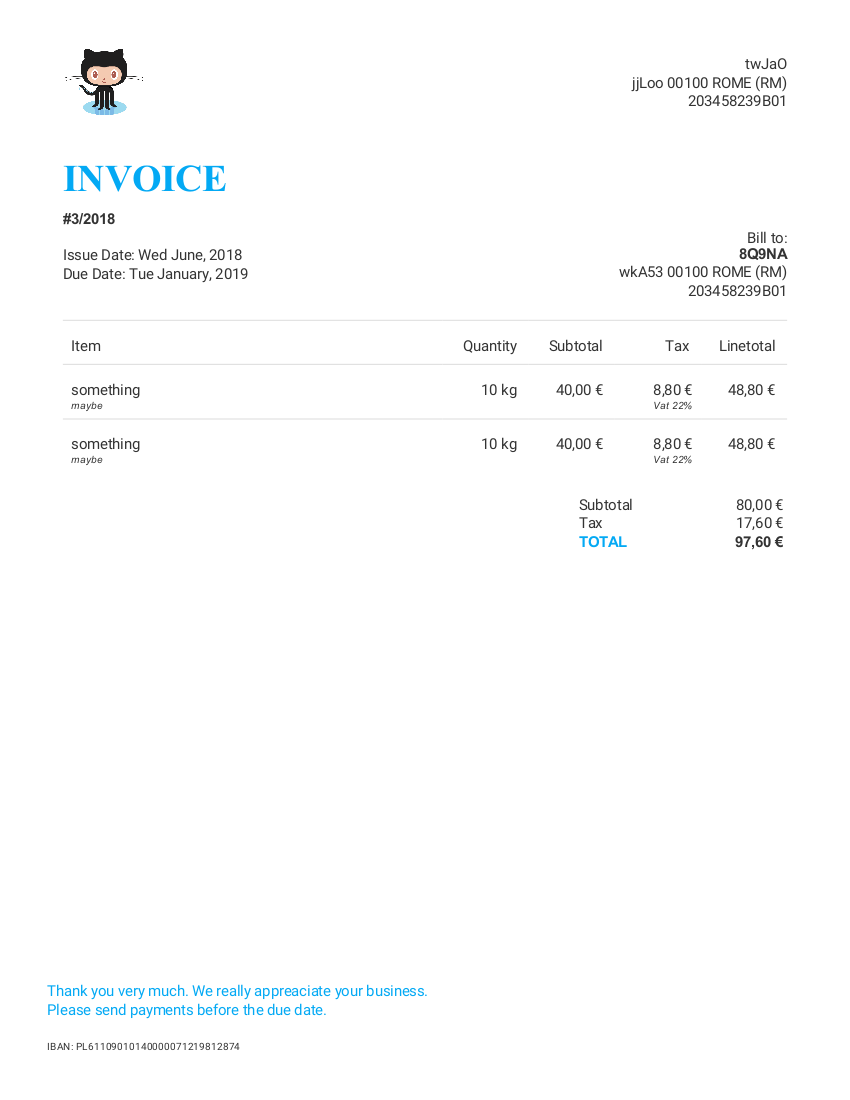 twJaO
jjLoo 00100 ROME (RM)
203458239B01
INVOICE
#3/2018
Issue Date: Wed June, 2018
Due Date: Tue January, 2019
Bill to:
8Q9NA
wkA53 00100 ROME (RM)
203458239B01
Item Quantity Subtotal Tax Linetotal
something 10 kg 40,00 € 8,80 € 48,80 €
maybe Vat 22%
something 10 kg 40,00 € 8,80 € 48,80 €
maybe Vat 22%
Subtotal 80,00 €
Tax 17,60 €
TOTAL 97,60 €
Thank you very much. We really appreaciate your business.
Please send payments before the due date.
IBAN: PL61109010140000071219812874